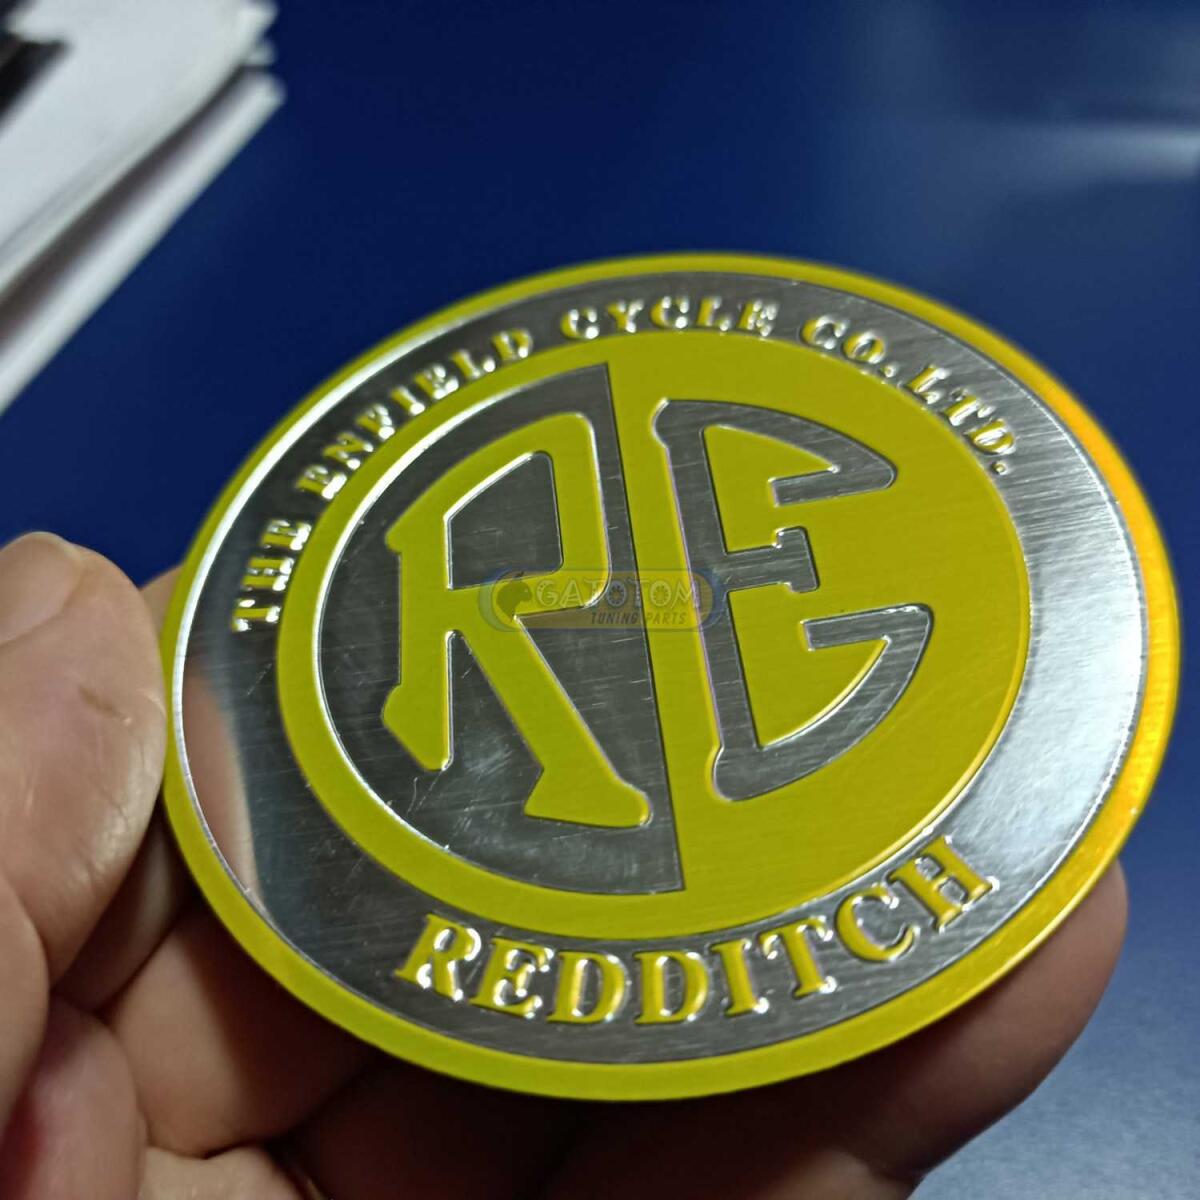 THE ENFIELD CYCLE CO. LTD.
RE
GATOTOM
TUNING PARTS
REDDITCH